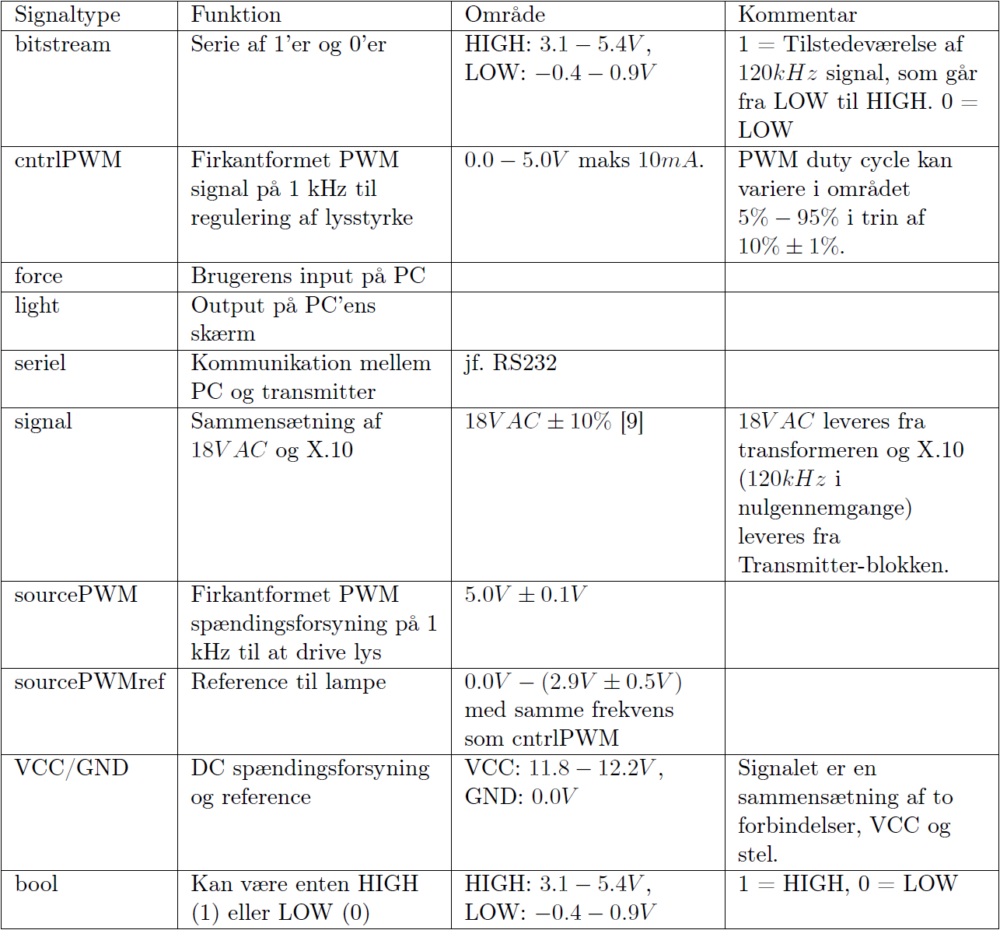 Signaltype Funktion Område Kommentar
bitstream Serie af 1'er og 0'er HIGH: 3.1 − 5.4V, 1 = Tilstedeværelse af
LOW: −0.4 − 0.9V 120kHz signal, som går
fra LOW til HIGH. 0 =
LOW
cntrlPWM Firkantformet PWM 0.0 − 5.0V maks 10mA. PWM duty cycle kan
signal på 1 kHz til variere i området
regulering af lysstyrke 5% − 95% i trin af
10% ± 1%.
force Brugerens input på PC
light Output på PC'ens
skærm
seriel Kommunikation mellem jf. RS232
PC og transmitter
signal Sammensætning af 18VAC ± 10% [9] 18VAC leveres fra
18VAC og X.10 transformeren og X.10
(120kHz i
nulgennemgange)
leveres fra
Transmitter-blokken.
sourcePWM Firkantformet PWM 5.0V ± 0.1V
spændingsforsyning på 1
kHz til at drive lys
sourcePWMref Reference til lampe 0.0V − (2.9V ± 0.5V)
med samme frekvens
som cntrlPWM
VCC/GND DC spændingsforsyning VCC: 11.8 − 12.2V, Signalet er en
og reference GND: 0.0V sammensætning af to
forbindelser, VCC og
stel.
bool Kan være enten HIGH HIGH: 3.1 − 5.4V, 1 = HIGH, 0 = LOW
(1) eller LOW (0) LOW: −0.4 − 0.9V